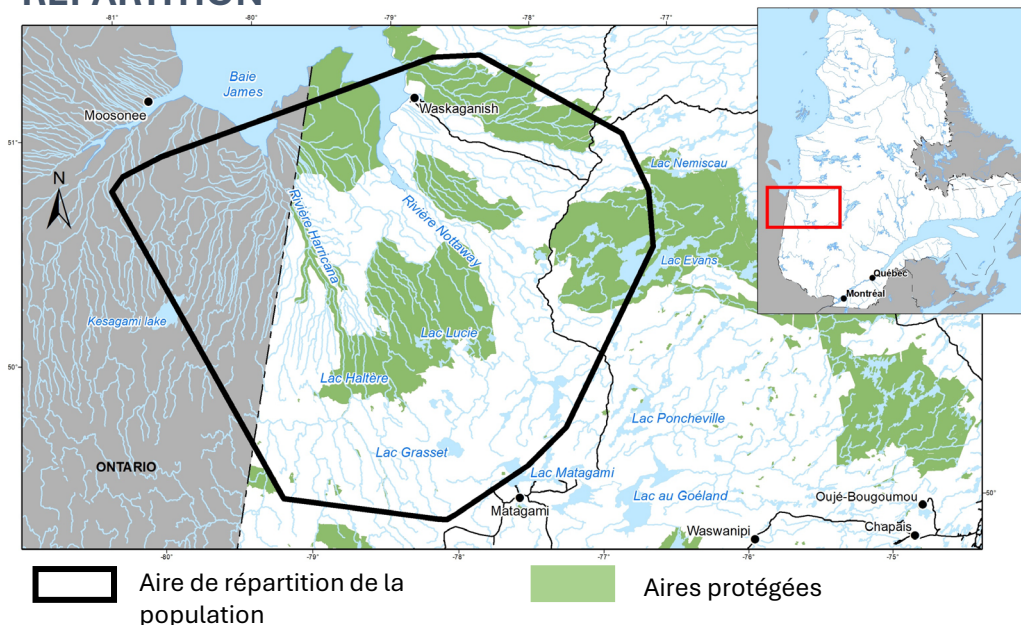 RÉPARTITION
-81°
-80°
-79°
-78°
-77°
Baie
James
Moosonee
Waskaganish
51°
Lac Nemiscau
N
Rivière Harricana
Rivière Nottaway
Lac Evans
Québec
Montréal
Kesagami lake
Lac Lucie
50°
Lac Haltère
Lac Poncheville
ONTARIO
Lac Grasset
Lac Matagami
Lac au Goéland
Matagami
50°
Oujé-Bougoumou
Waswanipi
Chapais
-80°
-79°
-78°
-77°
-76°
-75°
-74°
Aire de répartition de la
population
Aires protégées